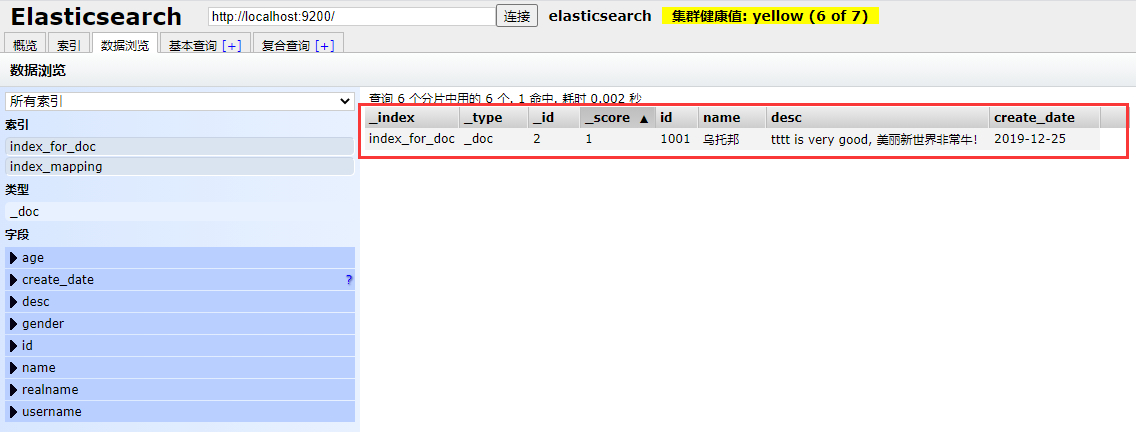 Elasticsearch http://localhost:9200/ 连接 elasticsearch 集群健康值: yellow (6 of 7)
概览 索引 数据浏览 基本查询 [+] 复合查询 [+]
数据浏览
所有索引
索引
index_for_doc
index_mapping
类型
_doc
字段
age
create_date ?
desc
gender
id
name
realname
username
查询 6 个分片中用的 6 个. 1 命中. 耗时 0.002 秒
_index _type _id _score ▲ id name desc create_date
index_for_doc _doc 2 1 1001 乌托邦 tttt is very good, 美丽新世界非常牛! 2019-12-25